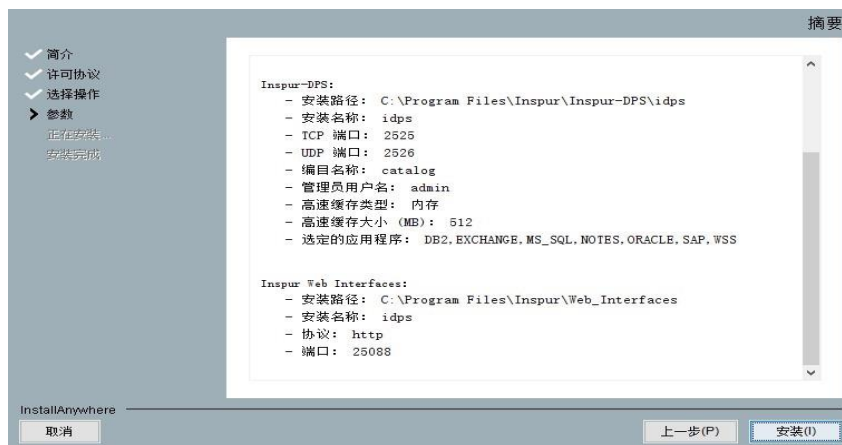 摘要
简介
许可协议
选择操作
参数
正在安装...
安装完成
Inspur-DPS:
- 安装路径: C:\Program Files\Inspur\Inspur-DPS\idps
- 安装名称: idps
- TCP 端口: 2525
- UDP 端口: 2526
- 编目名称: catalog
- 管理员用户名: admin
- 高速缓存类型: 内存
- 高速缓存大小 (MB): 512
- 选定的应用程序: DB2,EXCHANGE,MS_SQL,NOTES,ORACLE,SAP,WSS
Inspur Web Interfaces:
- 安装路径: C:\Program Files\Inspur\Web_Interfaces
- 安装名称: idps
- 协议: http
- 端口: 25088
InstallAnywhere
取消
上一步(P)
安装(I)